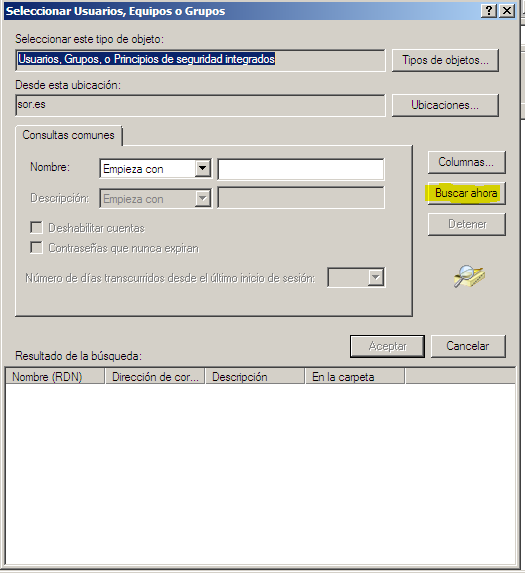 Seleccionar Usuarios, Equipos o Grupos
Seleccionar este tipo de objeto:
Usuarios, Grupos, o Principios de seguridad integrados
Tipos de objetos...
Desde esta ubicación:
sor.es
Ubicaciones...
Consultas comunes
Nombre:
Empieza con
Columnas...
Descripción:
Empieza con
Buscar ahora
Deshabilitar cuentas
Detener
Contraseñas que nunca expiran
Número de días transcurridos desde el último inicio de sesión:
Aceptar
Cancelar
Resultado de la búsqueda:
Nombre (RDN) Dirección de cor... Descripción En la carpeta